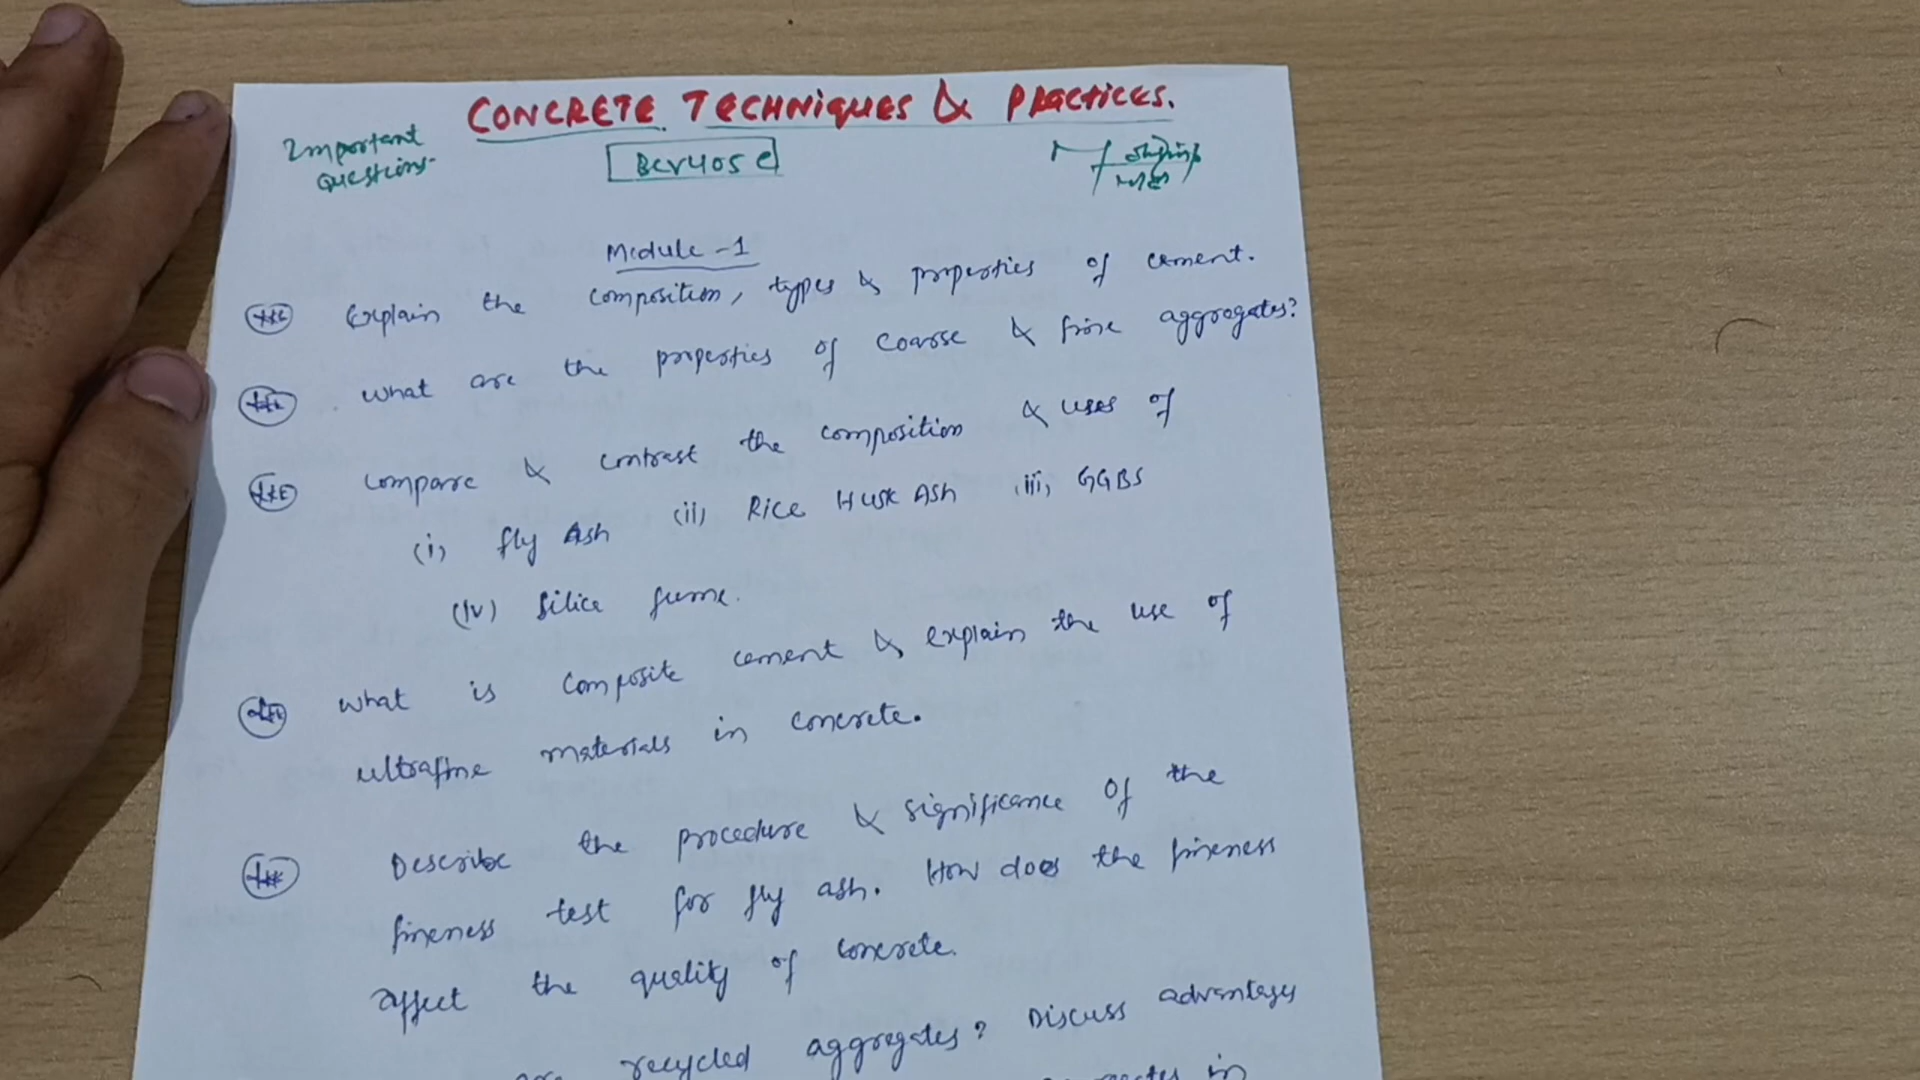 CONCRETE TECHNIQUES & PRACTICES.
Important
Questions-
BCV405C
Module-1
Explain the composition, types & properties of cement.
What are the properties of Coarse & fine aggregates?
Compare & contrast the composition & uses of
(i) fly Ash (ii) Rice Husk Ash (iii) GGBS
(iv) Silica fume.
What is Composite cement & explain the use of
ultrafine materials in concrete.
Describe the procedure & significance of the
fineness test for fly ash. How does the fineness
affect the quality of concrete.
are recycled aggregates? Discuss advantages
in